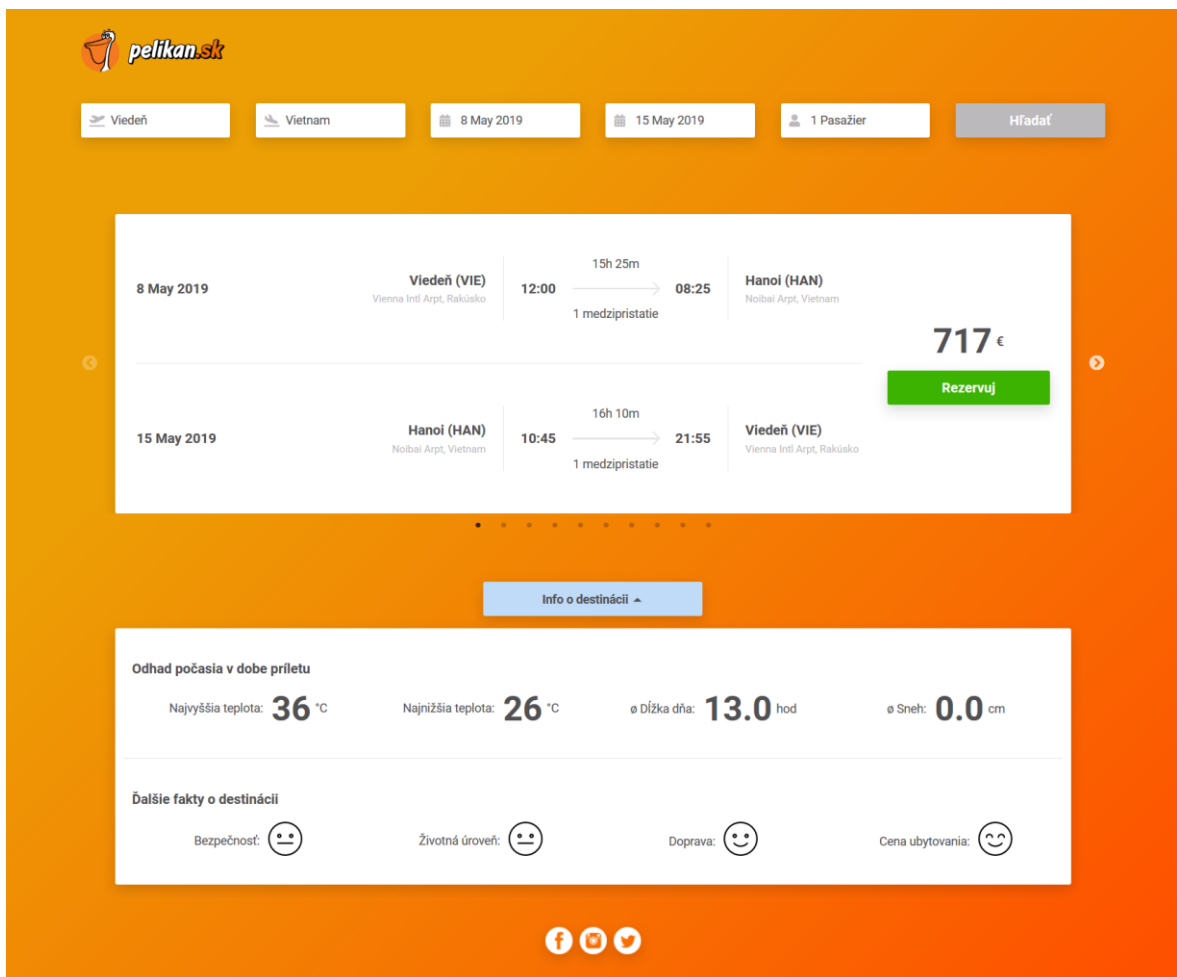 pelikan.sk
Viedeň
Vietnam
8 May 2019
15 May 2019
1 Pasažier
Hľadať
8 May 2019
Viedeň (VIE)
Vienna Intl Arpt, Rakúsko
12:00
15h 25m
1 medzipristatie
08:25
Hanoi (HAN)
Noibai Arpt, Vietnam
717 €
Rezervuj
15 May 2019
Hanoi (HAN)
Noibai Arpt, Vietnam
10:45
16h 10m
1 medzipristatie
21:55
Viedeň (VIE)
Vienna Intl Arpt, Rakúsko
Info o destinácii
Odhad počasia v dobe príletu
Najvyššia teplota: 36 °C
Najnižšia teplota: 26 °C
ø Dĺžka dňa: 13.0 hod
ø Sneh: 0.0 cm
Ďalšie fakty o destinácii
Bezpečnosť:
Životná úroveň:
Doprava:
Cena ubytovania: